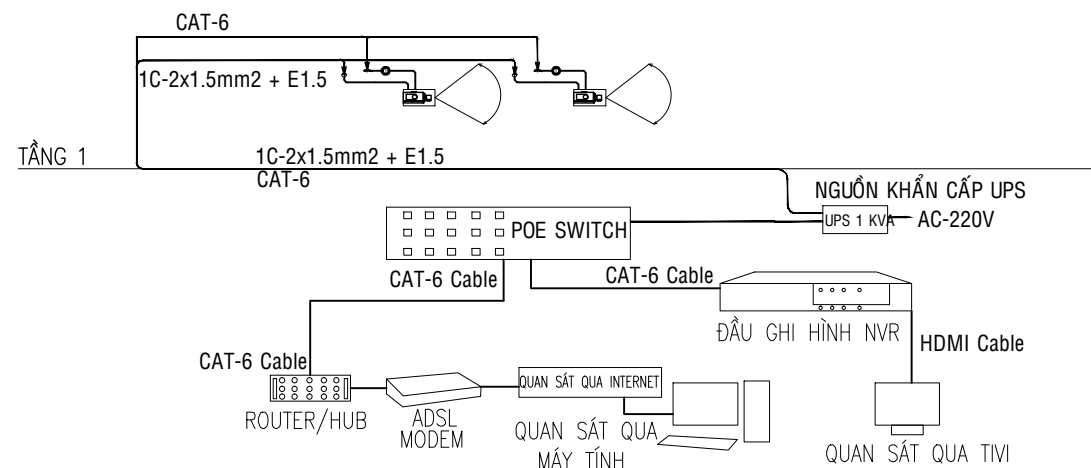 CAT-6
1C-2x1.5mm2 + E1.5
TẦNG 1
1C-2x1.5mm2 + E1.5
CAT-6
NGUỒN KHẨN CẤP UPS
UPS 1 KVA
AC-220V
POE SWITCH
CAT-6 Cable
CAT-6 Cable
ĐẦU GHI HÌNH NVR
HDMI Cable
CAT-6 Cable
QUAN SÁT QUA INTERNET
ROUTER/HUB
ADSL
MODEM
QUAN SÁT QUA
MÁY TÍNH
QUAN SÁT QUA TIVI